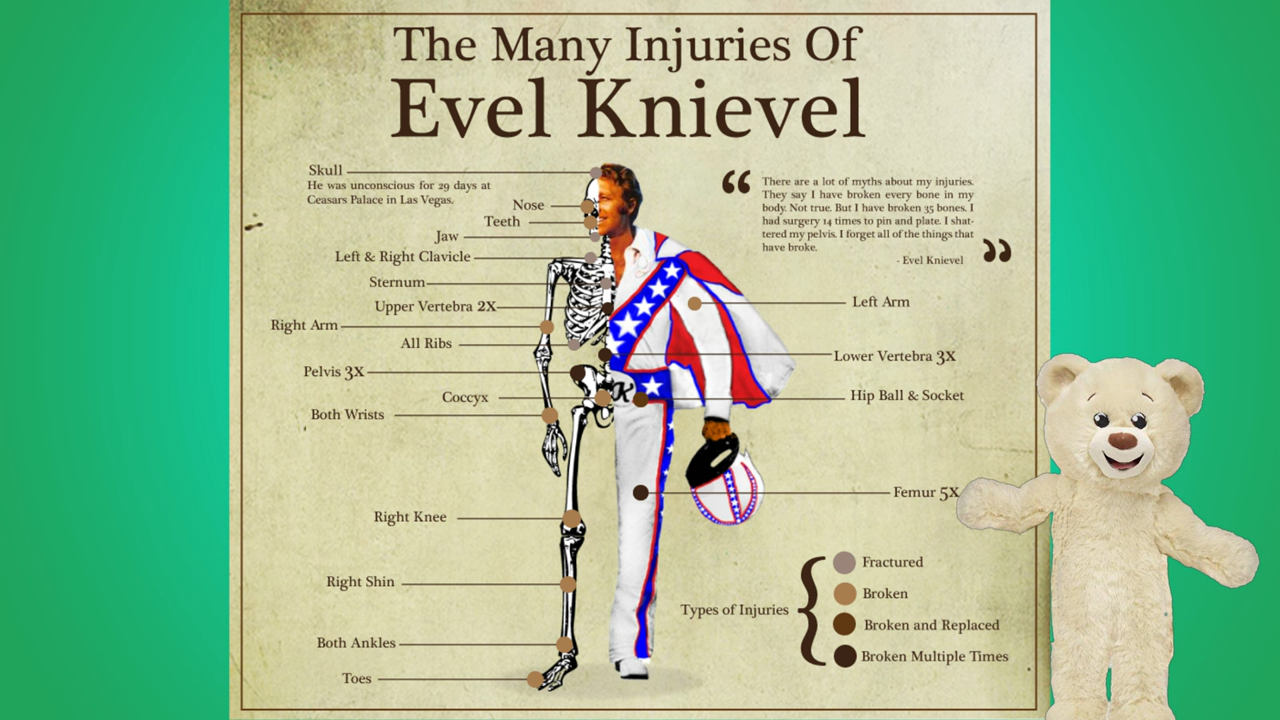 The Many Injuries Of
Evel Knievel
Skull
He was unconscious for 29 days at
Ceasars Palace in Las Vegas.
Nose
Teeth
Jaw
Left & Right Clavicle
Sternum
Upper Vertebra 2X
Right Arm
All Ribs
Pelvis 3X
Coccyx
Both Wrists
Right Knee
Right Shin
Both Ankles
Toes
“ There are a lot of myths about my injuries.
They say I have broken every bone in my
body. Not true. But I have broken 35 bones. I
had surgery 14 times to pin and plate. I shat-
tered my pelvis. I forget all of the things that
have broke. ”
- Evel Knievel
Left Arm
Lower Vertebra 3X
Hip Ball & Socket
K
Femur 5X
Types of Injuries
Fractured
Broken
Broken and Replaced
Broken Multiple Times